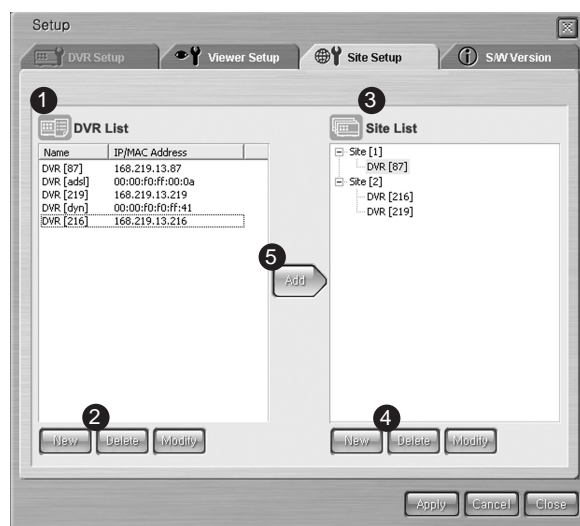 Setup
DVR Setup
Viewer Setup
Site Setup
S/W Version
1
DVR List
Name IP/MAC Address
DVR [87] 168.219.13.87
DVR [adsl] 00:00:f0:ff:00:0a
DVR [219] 168.219.13.219
DVR [dyn] 00:00:f0:f0:ff:41
DVR [216] 168.219.13.216
2
New Delete Modify
5
Add
3
Site List
Site [1]
DVR [87]
Site [2]
DVR [216]
DVR [219]
4
New Delete Modify
Apply Cancel Close